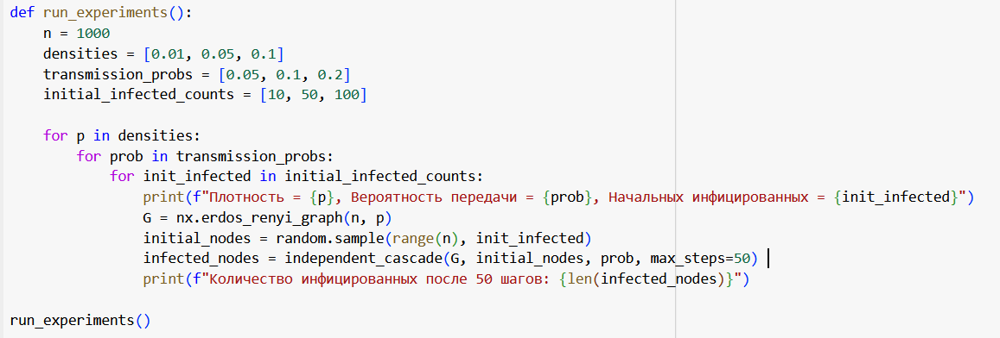 def run_experiments():
    n = 1000
    densities = [0.01, 0.05, 0.1]
    transmission_probs = [0.05, 0.1, 0.2]
    initial_infected_counts = [10, 50, 100]

    for p in densities:
        for prob in transmission_probs:
            for init_infected in initial_infected_counts:
                print(f"Плотность = {p}, Вероятность передачи = {prob}, Начальных инфицированных = {init_infected}")
                G = nx.erdos_renyi_graph(n, p)
                initial_nodes = random.sample(range(n), init_infected)
                infected_nodes = independent_cascade(G, initial_nodes, prob, max_steps=50)
                print(f"Количество инфицированных после 50 шагов: {len(infected_nodes)}")

run_experiments()